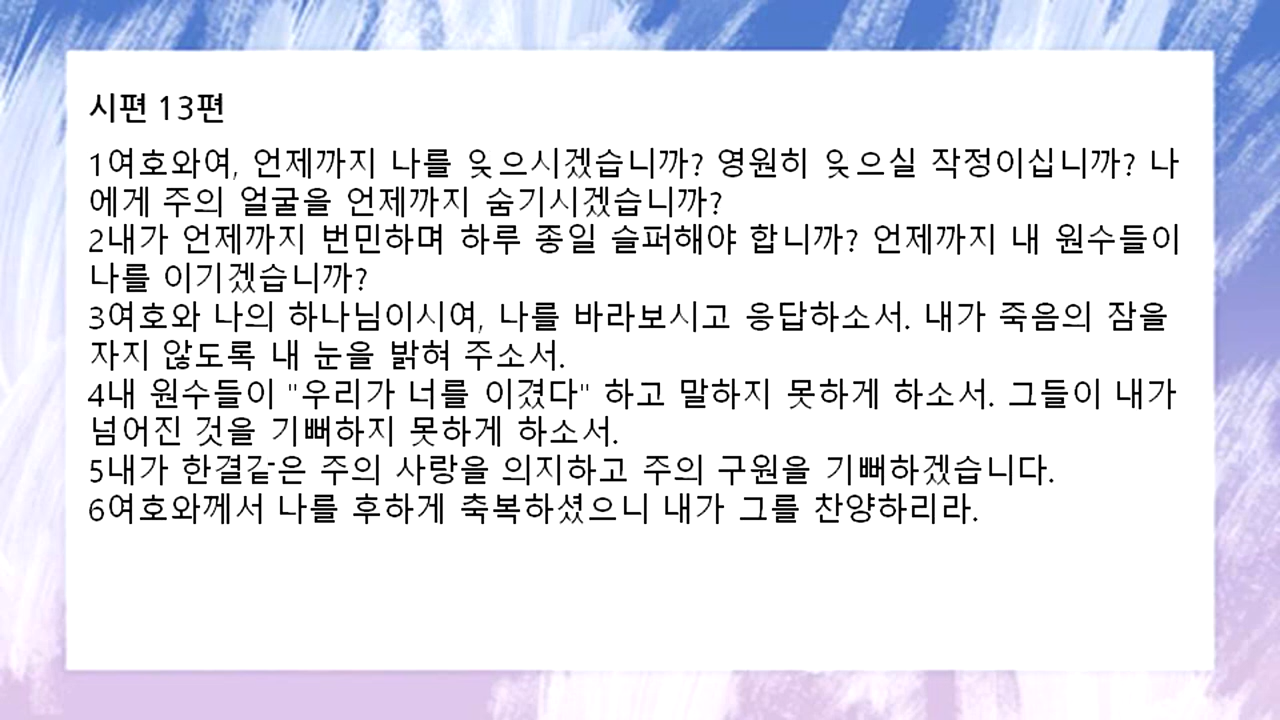 시편 13편
1여호와여, 언제까지 나를 잊으시겠습니까? 영원히 잊으실 작정이십니까? 나
에게 주의 얼굴을 언제까지 숨기시겠습니까?
2내가 언제까지 번민하며 하루 종일 슬퍼해야 합니까? 언제까지 내 원수들이
나를 이기겠습니까?
3여호와 나의 하나님이시여, 나를 바라보시고 응답하소서. 내가 죽음의 잠을
자지 않도록 내 눈을 밝혀 주소서.
4내 원수들이 "우리가 너를 이겼다" 하고 말하지 못하게 하소서. 그들이 내가
넘어진 것을 기뻐하지 못하게 하소서.
5내가 한결같은 주의 사랑을 의지하고 주의 구원을 기뻐하겠습니다.
6여호와께서 나를 후하게 축복하셨으니 내가 그를 찬양하리라.